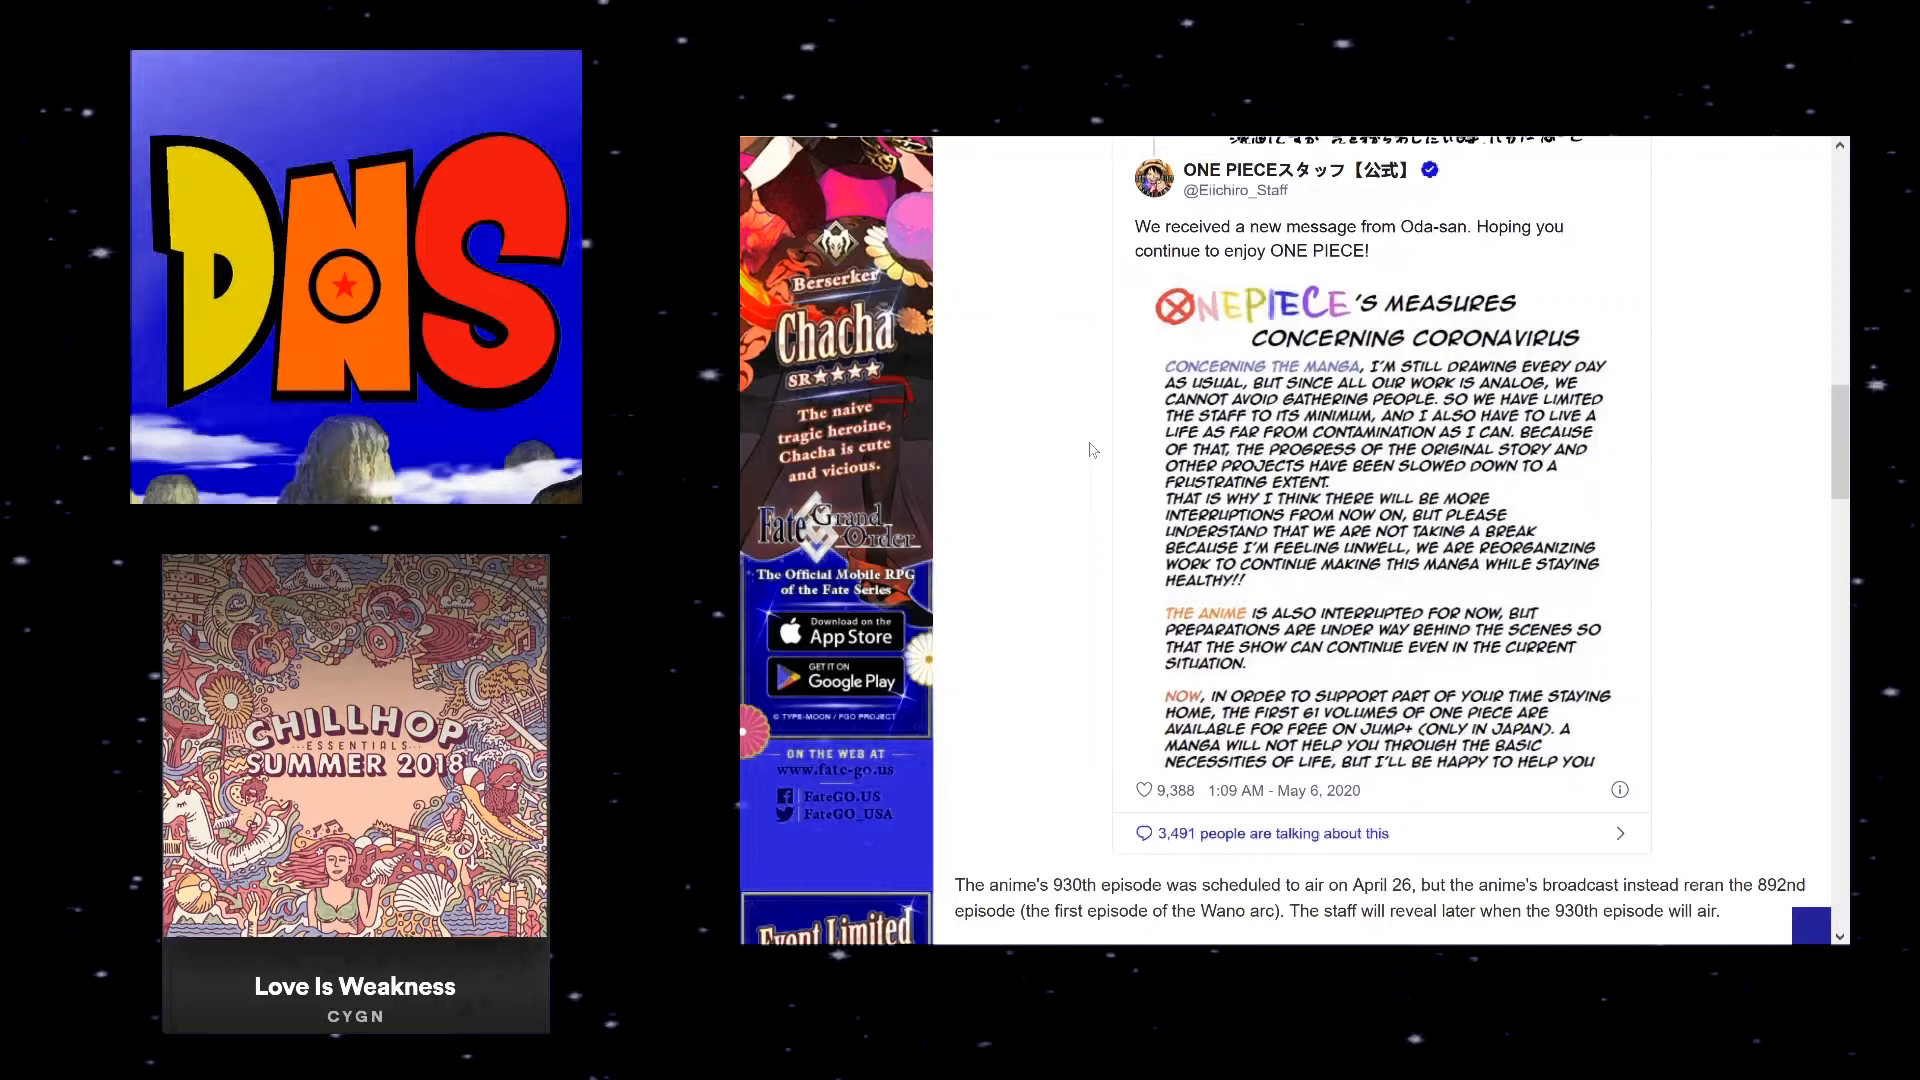 DNS
CHILLHOP
ESSENTIALS
SUMMER 2018
Love Is Weakness
CYGN
Berserker
Chacha
SR★★★★
The naive
tragic heroine,
Chacha is cute
and vicious.
Fate Grand
Order
The Official Mobile RPG
of the Fate Series
Download on the
App Store
GET IT ON
Google Play
© TYPE-MOON / FGO PROJECT
ON THE WEB AT
www.fate-go.us
FateGO.US
FateGO_USA
Event Limited
ONE PIECEスタッフ【公式】
@Eiichiro_Staff
We received a new message from Oda-san. Hoping you
continue to enjoy ONE PIECE!
ONEPIECE'S MEASURES
CONCERNING CORONAVIRUS
CONCERNING THE MANGA, I'M STILL DRAWING EVERY DAY
AS USUAL, BUT SINCE ALL OUR WORK IS ANALOG, WE
CANNOT AVOID GATHERING PEOPLE. SO WE HAVE LIMITED
THE STAFF TO ITS MINIMUM, AND I ALSO HAVE TO LIVE A
LIFE AS FAR FROM CONTAMINATION AS I CAN. BECAUSE
OF THAT, THE PROGRESS OF THE ORIGINAL STORY AND
OTHER PROJECTS HAVE BEEN SLOWED DOWN TO A
FRUSTRATING EXTENT.
THAT IS WHY I THINK THERE WILL BE MORE
INTERRUPTIONS FROM NOW ON, BUT PLEASE
UNDERSTAND THAT WE ARE NOT TAKING A BREAK
BECAUSE I'M FEELING UNWELL, WE ARE REORGANIZING
WORK TO CONTINUE MAKING THIS MANGA WHILE STAYING
HEALTHY!!
THE ANIME IS ALSO INTERRUPTED FOR NOW, BUT
PREPARATIONS ARE UNDER WAY BEHIND THE SCENES SO
THAT THE SHOW CAN CONTINUE EVEN IN THE CURRENT
SITUATION.
NOW, IN ORDER TO SUPPORT PART OF YOUR TIME STAYING
HOME, THE FIRST 61 VOLUMES OF ONE PIECE ARE
AVAILABLE FOR FREE ON JUMP+ (ONLY IN JAPAN). A
MANGA WILL NOT HELP YOU THROUGH THE BASIC
NECESSITIES OF LIFE, BUT I'LL BE HAPPY TO HELP YOU
9,388 1:09 AM - May 6, 2020
3,491 people are talking about this
The anime's 930th episode was scheduled to air on April 26, but the anime's broadcast instead reran the 892nd
episode (the first episode of the Wano arc). The staff will reveal later when the 930th episode will air.